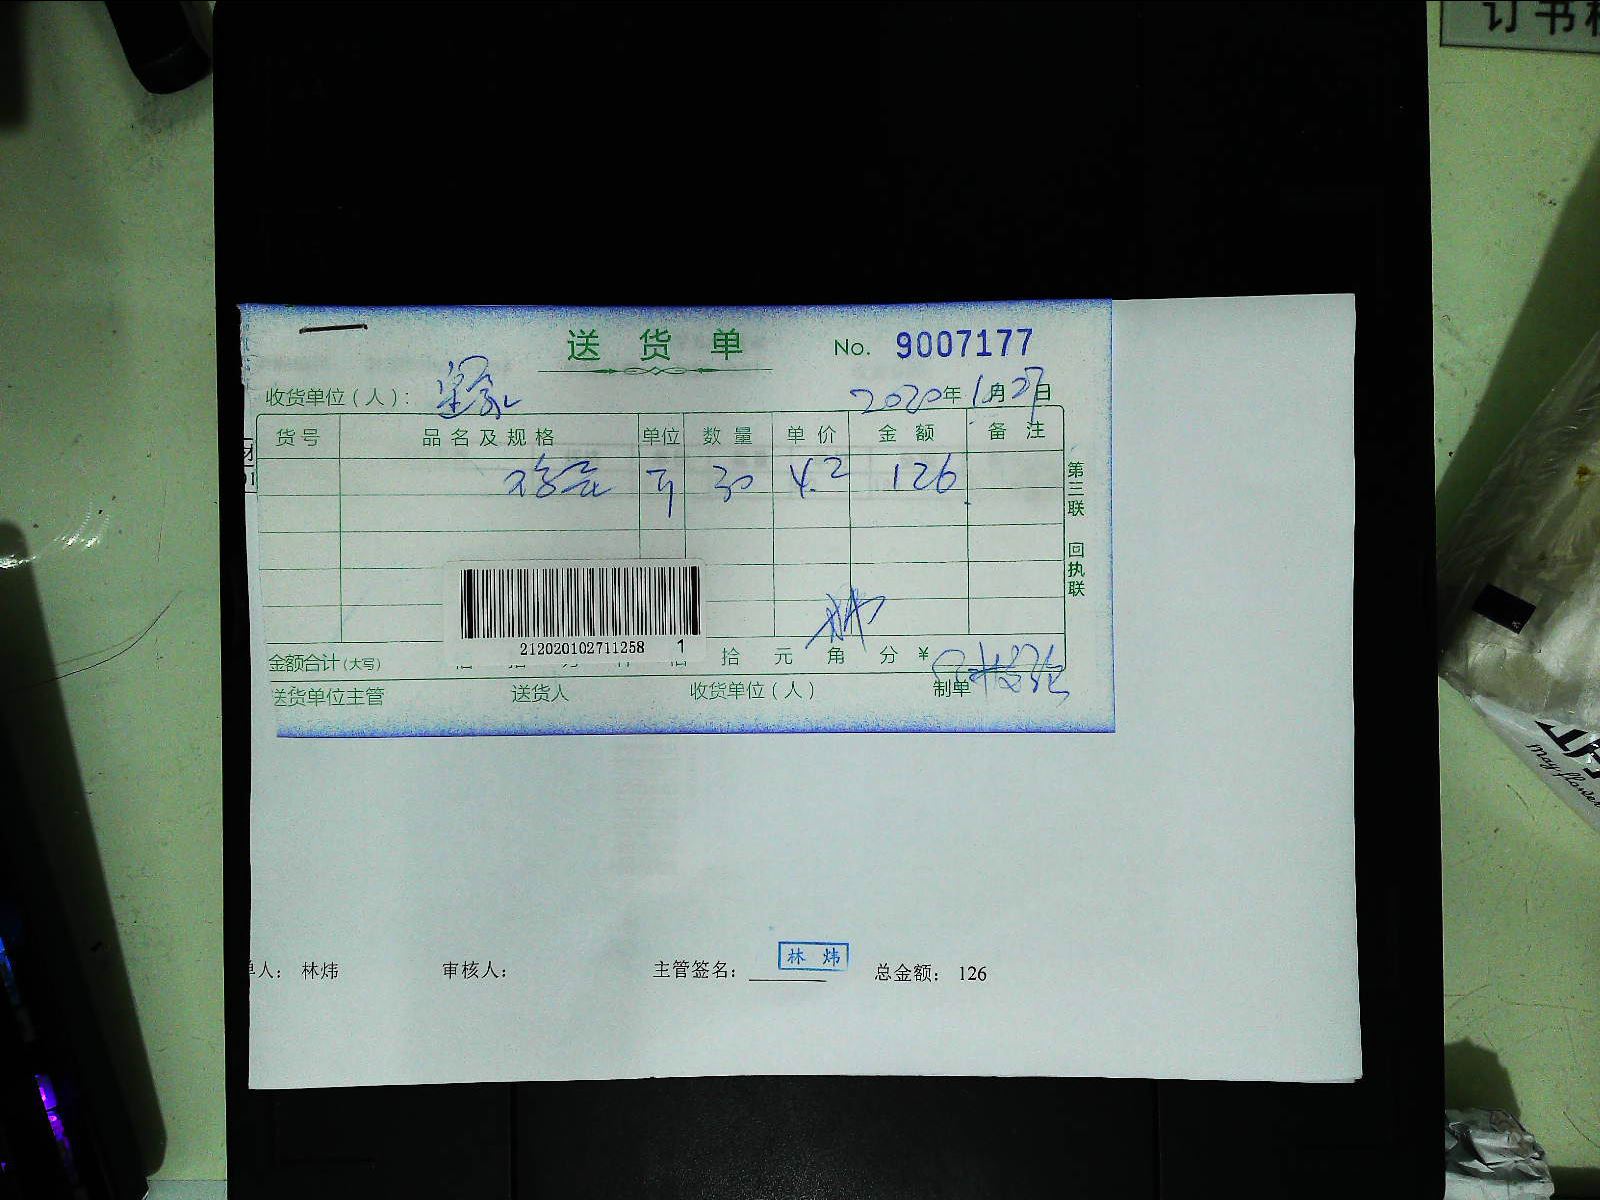 订书
送货单 No. 9007177
收货单位(人): 2020年1月27日
货号 品名及规格 单位 数量 单价 金额 备注
30 4.2 126
第三联 回执联
212020102711258 1
金额合计(大写) 拾 元 角 分 ¥
送货单位主管 送货人 收货单位(人) 制单
单人: 林炜 审核人: 主管签名: 林炜 总金额: 126
may flower